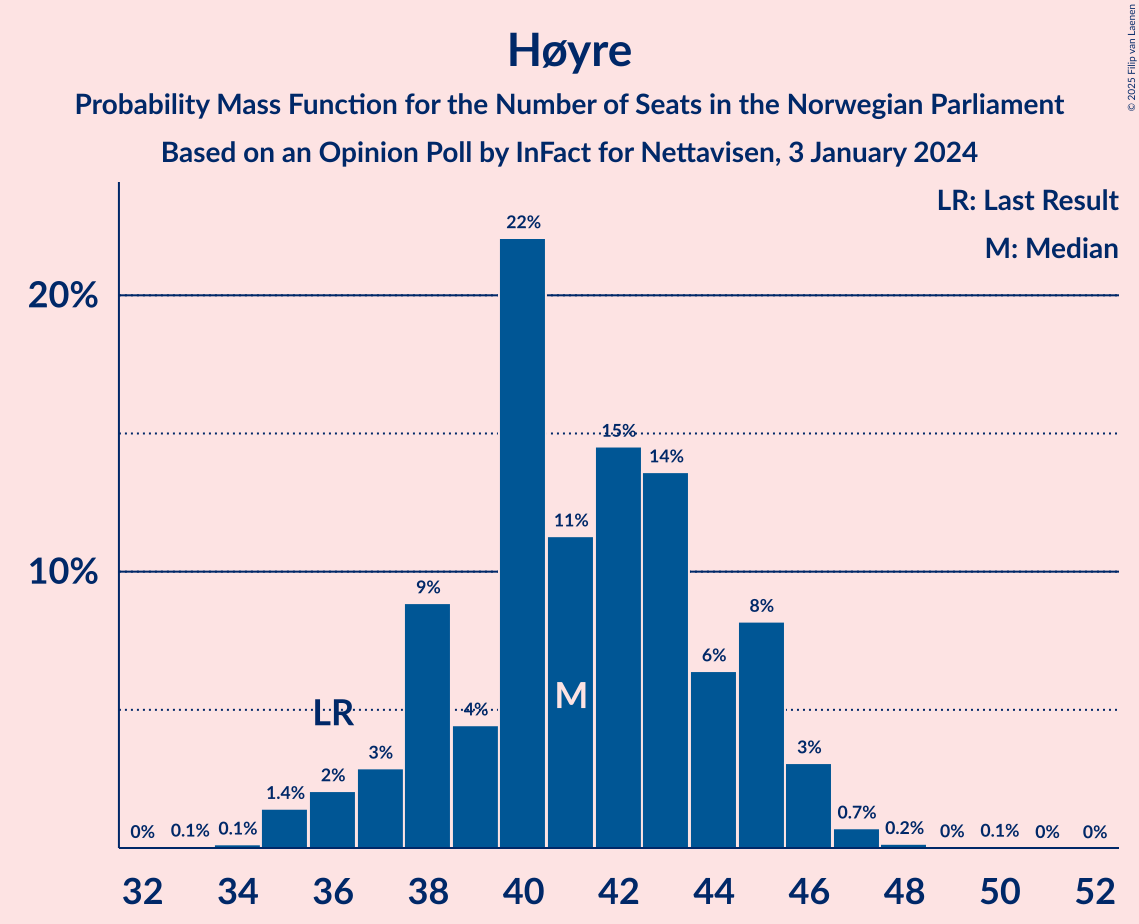 Høyre
Probability Mass Function for the Number of Seats in the Norwegian Parliament
Based on an Opinion Poll by InFact for Nettavisen, 3 January 2024
© 2025 Filip van Laenen
LR: Last Result
M: Median
22%
20%
15%
14%
11%
10%
9%
8%
6%
M
LR
4%
3%
3%
2%
1.4%
0.7%
0% 0.1% 0.1% 0.2% 0% 0.1% 0% 0%
32 34 36 38 40 42 44 46 48 50 52